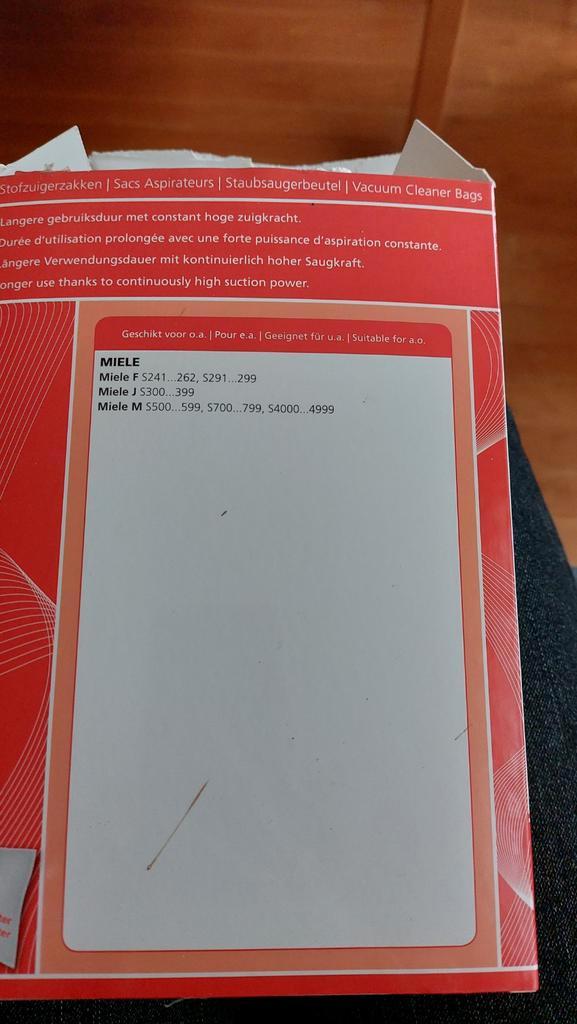 Stofzuigerzakken | Sacs Aspirateurs | Staubsaugerbeutel | Vacuum Cleaner Bags
Langere gebruiksduur met constant hoge zuigkracht.
Durée d'utilisation prolongée avec une forte puissance d'aspiration constante.
Längere Verwendungsdauer mit kontinuierlich hoher Saugkraft.
onger use thanks to continuously high suction power.
Geschikt voor o.a. | Pour e.a. | Geeignet für u.a. | Suitable for a.o.
MIELE
Miele F S241...262, S291...299
Miele J S300...399
Miele M S500...599, S700...799, S4000...4999